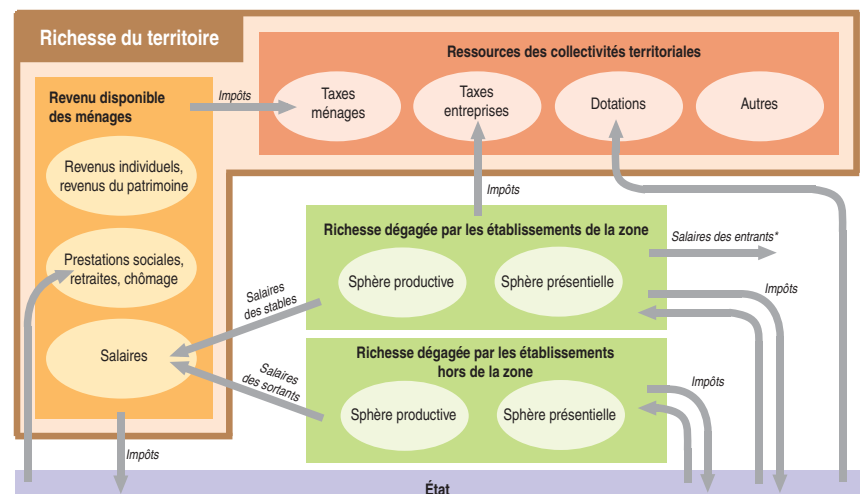 Richesse du territoire
Ressources des collectivités territoriales
Revenu disponible
des ménages
Impôts
Taxes
ménages
Taxes
entreprises
Dotations
Autres
Revenus individuels,
revenus du patrimoine
Impôts
Richesse dégagée par les établissements de la zone
Salaires des entrants*
Prestations sociales,
retraites, chômage
Salaires
des stables
Sphère productive
Sphère présentielle
Impôts
Salaires
Richesse dégagée par les établissements
hors de la zone
Salaires
des sortants
Sphère productive
Sphère présentielle
Impôts
Impôts
État